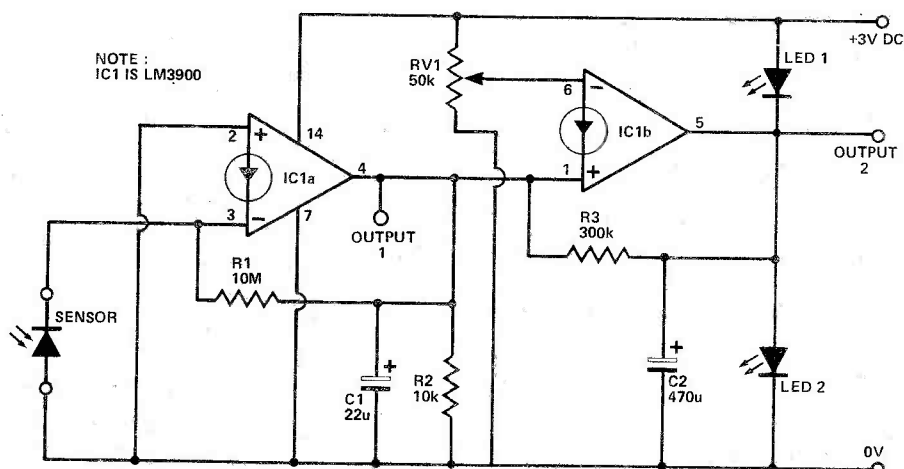 NOTE :
IC1 IS LM3900
+3V DC
RV1
50k
LED 1
6
IC1b
5
1
OUTPUT
2
2
14
IC1a
4
3
7
OUTPUT
1
R1
10M
R3
300k
SENSOR
C1
22u
R2
10k
C2
470u
LED 2
0V